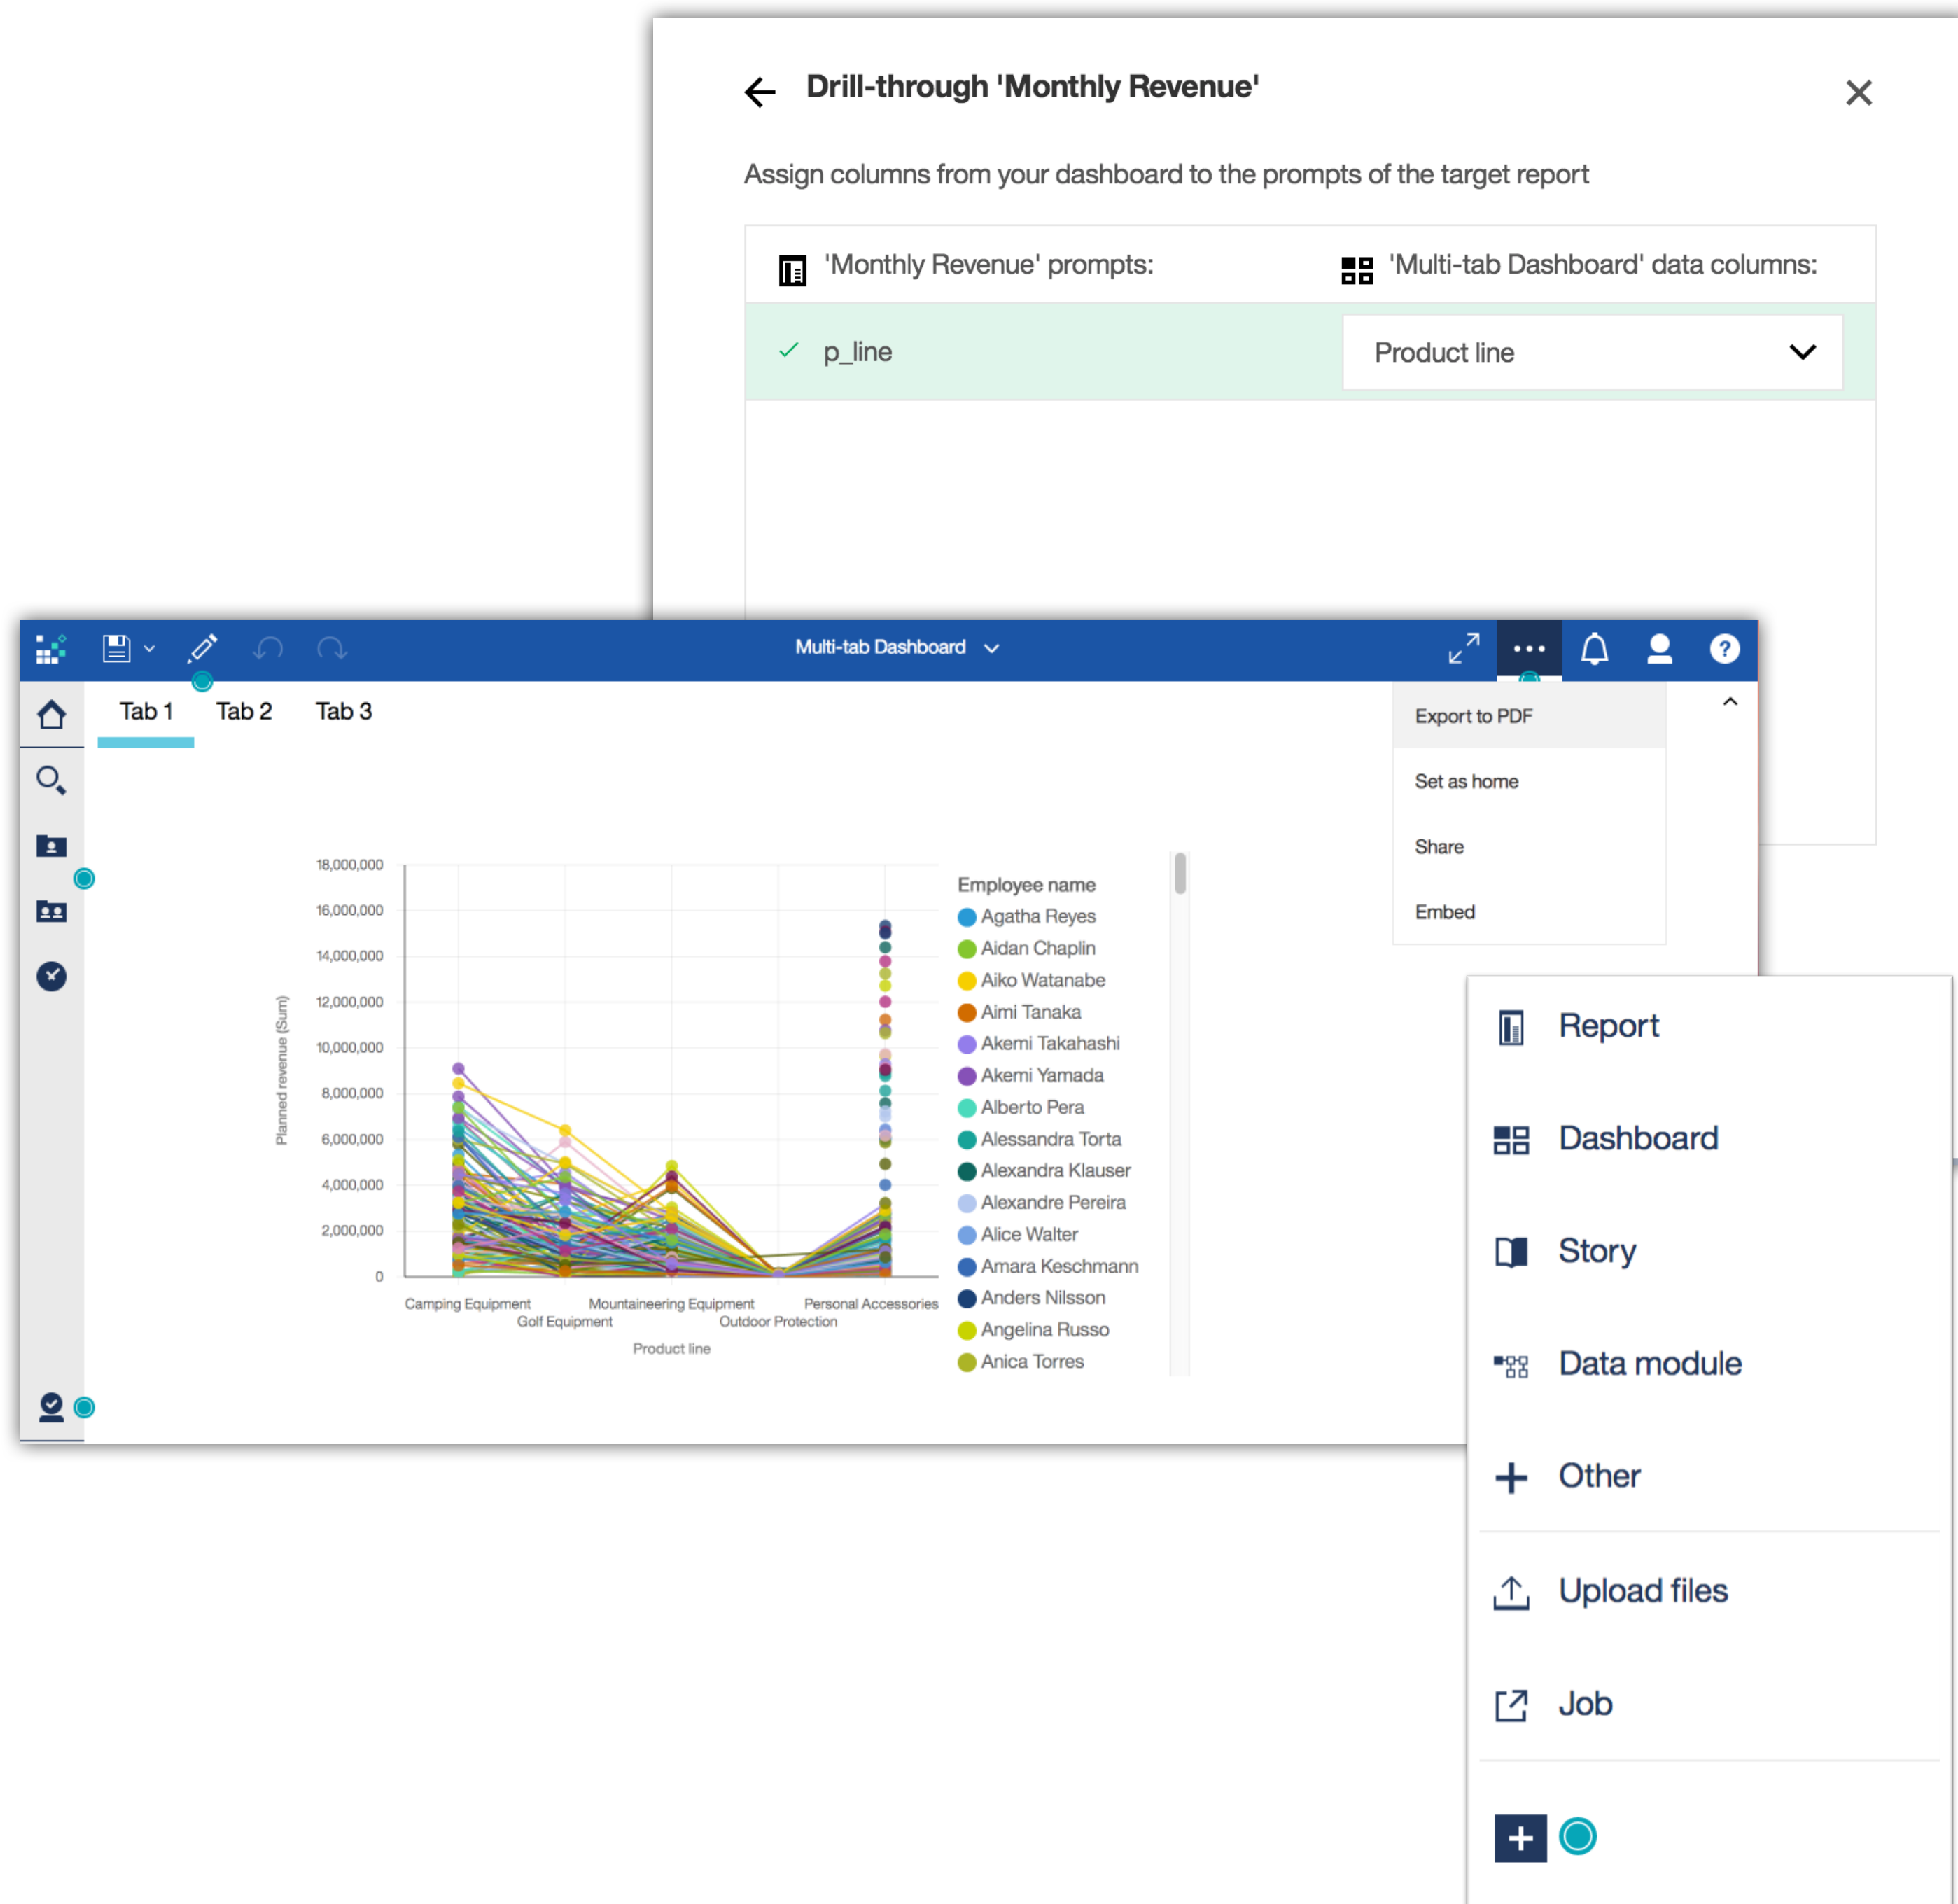 Drill-through 'Monthly Revenue'
Assign columns from your dashboard to the prompts of the target report
'Monthly Revenue' prompts: 'Multi-tab Dashboard' data columns:
p_line Product line
Multi-tab Dashboard
?
Tab 1 Tab 2 Tab 3
Export to PDF
Set as home
Share
Embed
18,000,000
16,000,000
14,000,000
12,000,000
10,000,000
8,000,000
6,000,000
4,000,000
2,000,000
0
Planned revenue (Sum)
Camping Equipment
Golf Equipment
Mountaineering Equipment
Outdoor Protection
Personal Accessories
Product line
Employee name
Agatha Reyes
Aidan Chaplin
Aiko Watanabe
Aimi Tanaka
Akemi Takahashi
Akemi Yamada
Alberto Pera
Alessandra Torta
Alexandra Klauser
Alexandre Pereira
Alice Walter
Amara Keschmann
Anders Nilsson
Angelina Russo
Anica Torres
Report
Dashboard
Story
Data module
Other
Upload files
Job